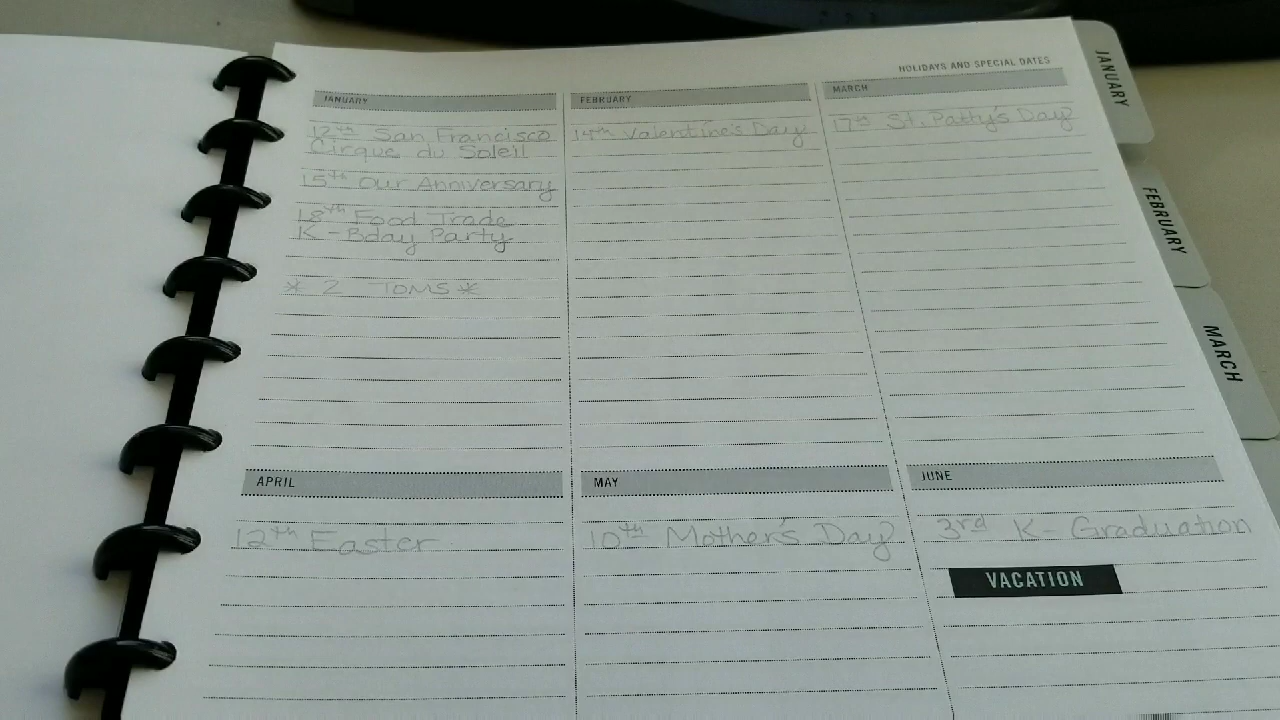 HOLIDAYS AND SPECIAL DATES
JANUARY
12th San Francisco
Cirque du Soleil
15th Our Anniversary
18th Food Trade
K - Bday Party
* 2 TDMS *
FEBRUARY
14th Valentine's Day
MARCH
17th St. Patty's Day
APRIL
12th Easter
MAY
10th Mother's Day
JUNE
3rd K - Graduation
VACATION
JANUARY
FEBRUARY
MARCH